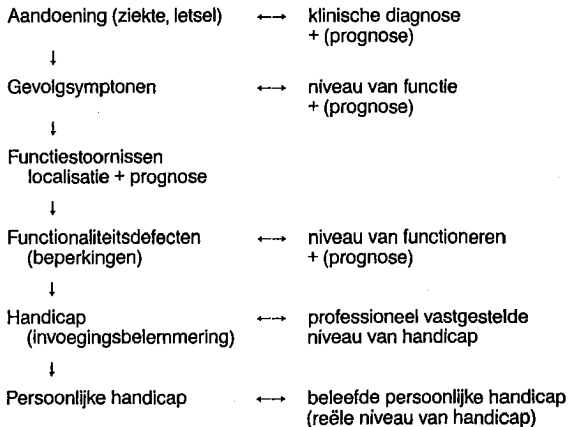 Aandoening (ziekte, letsel) ←→ klinische diagnose
+ (prognose)
↓
Gevolgsymptonen ←→ niveau van functie
+ (prognose)
↓
Functiestoornissen
localisatie + prognose
↓
Functionaliteitsdefecten ←→ niveau van functioneren
(beperkingen) + (prognose)
↓
Handicap ←→ professioneel vastgestelde
(invoegingsbelemmering) niveau van handicap
↓
Persoonlijke handicap ←→ beleefde persoonlijke handicap
(reële niveau van handicap)